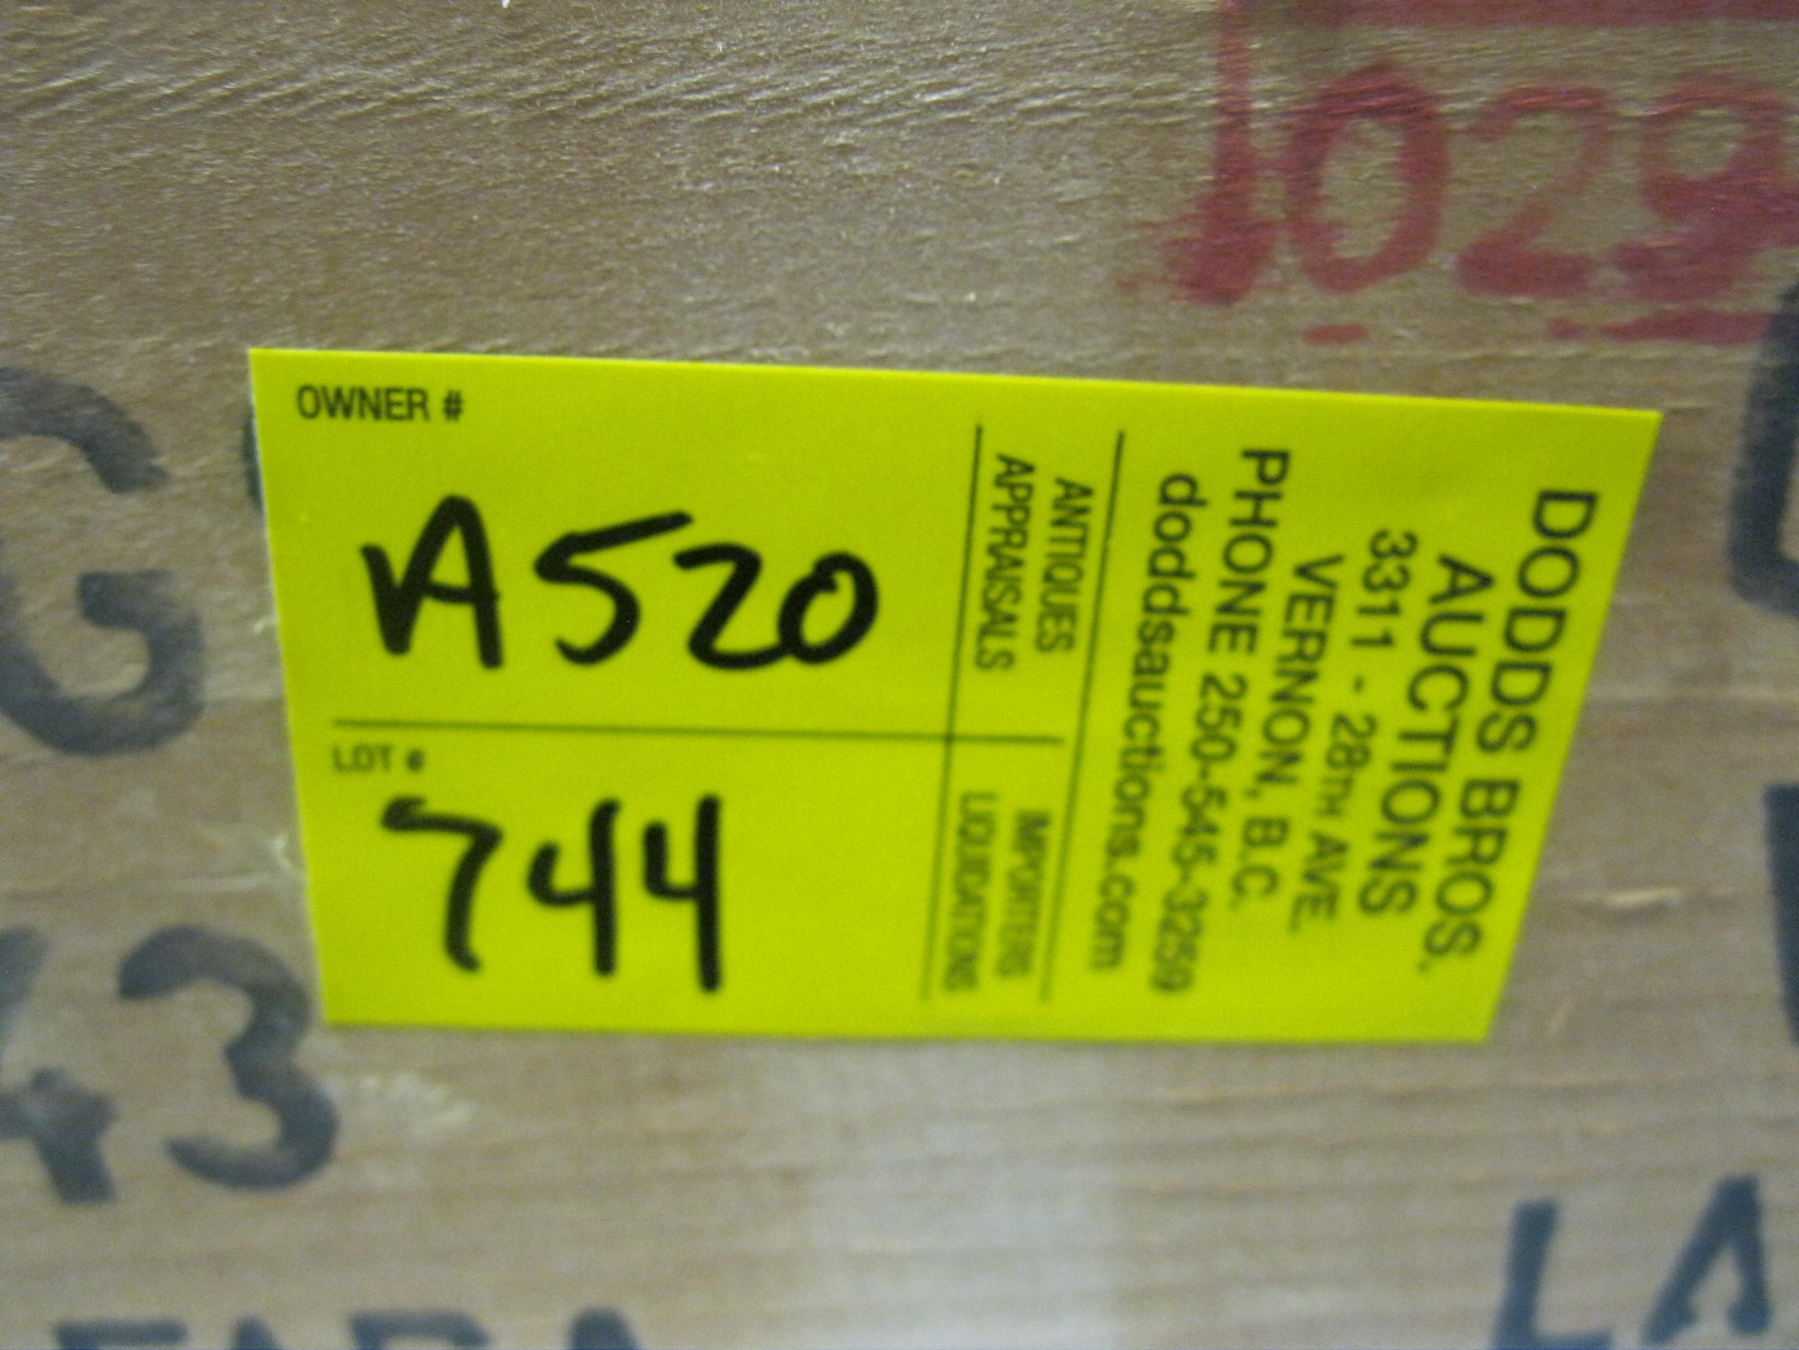 029
OWNER #
A520
LOT #
744
ANTIQUES
APPRAISALS
IMPORTERS
LIQUIDATIONS
DODDS BROS.
AUCTIONS
3311 - 28TH AVE.
VERNON, B.C.
PHONE 250-545-3259
doddsauctions.com
G
43
LA